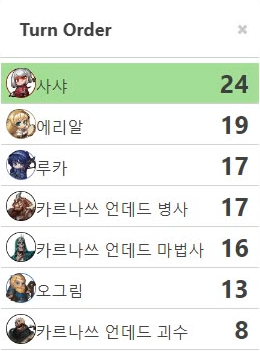 Turn Order ×
사샤 24
에리알 19
루카 17
카르나쓰 언데드 병사 17
카르나쓰 언데드 마법사 16
오그림 13
카르나쓰 언데드 괴수 8